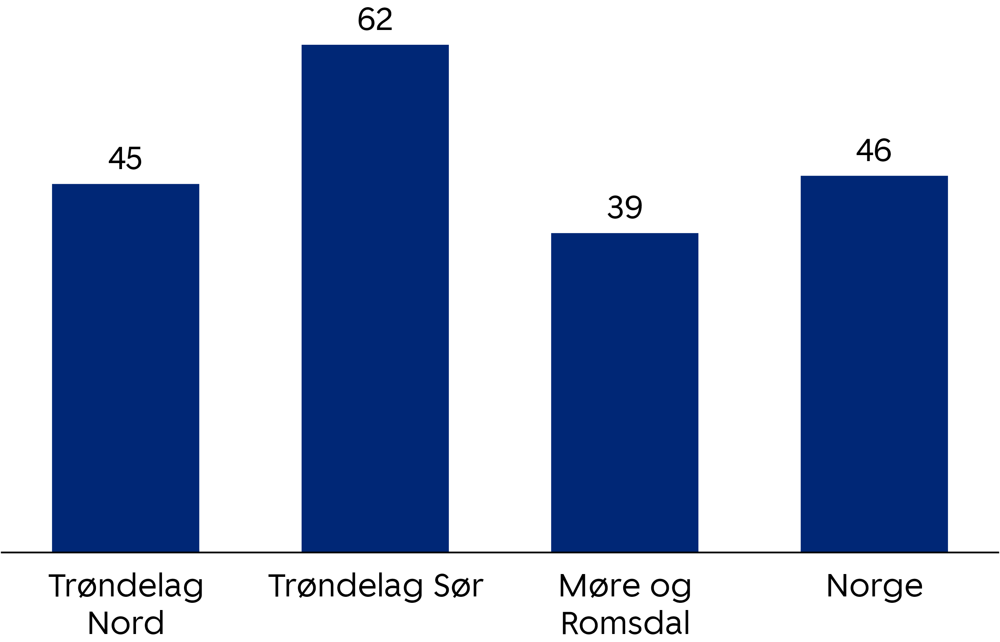 62
45
46
39
Trøndelag
Nord
Trøndelag Sør
Møre og
Romsdal
Norge